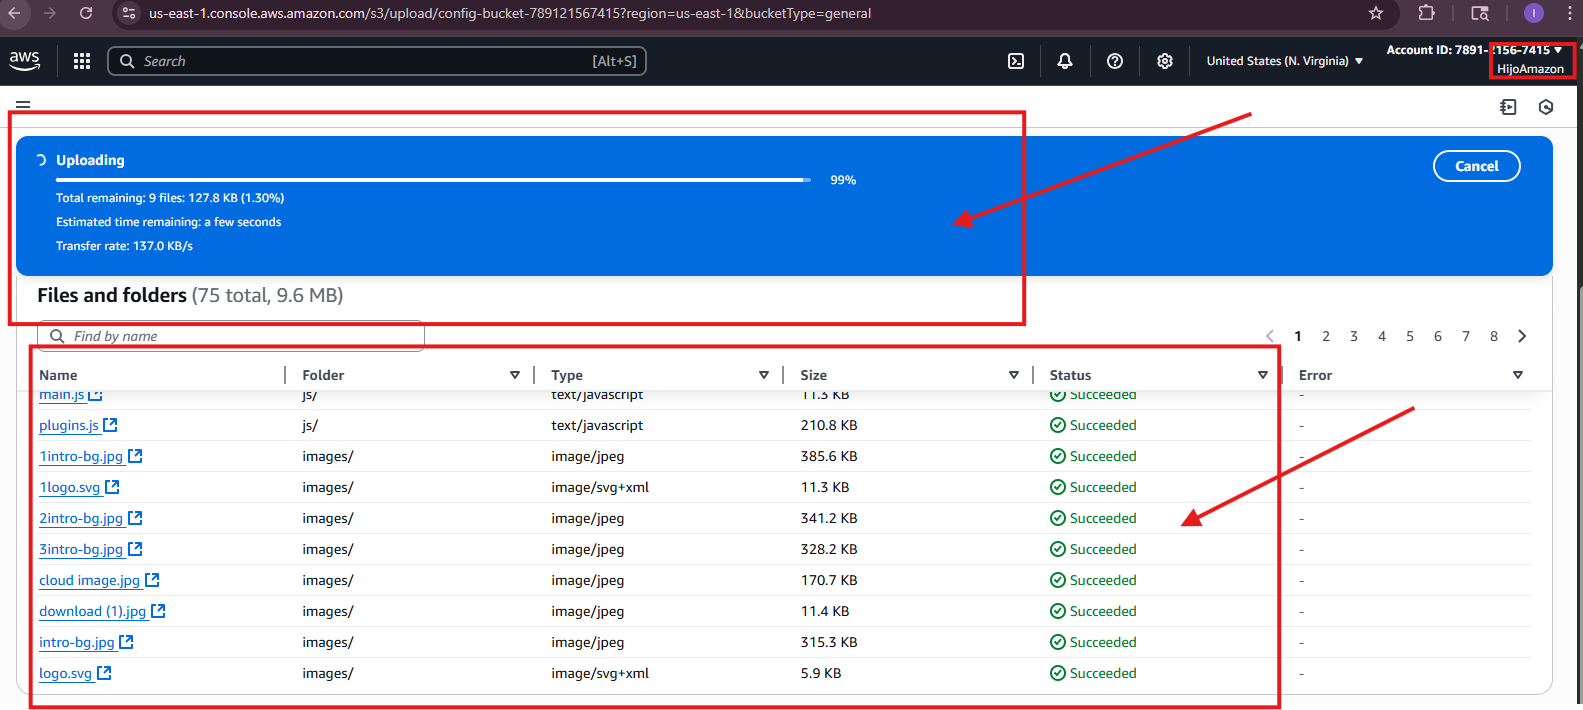 us-east-1.console.aws.amazon.com/s3/upload/config-bucket-789121567415?region=us-east-1&bucketType=general
I
aws
Search
[Alt+S]
United States (N. Virginia)
Account ID: 7891-2156-7415
HijoAmazon
Uploading
99%
Cancel
Total remaining: 9 files: 127.8 KB (1.30%)
Estimated time remaining: a few seconds
Transfer rate: 137.0 KB/s
Files and folders (75 total, 9.6 MB)
Find by name
1 2 3 4 5 6 7 8
Name Folder Type Size Status Error
main.js js/ text/javascript 11.3 KB Succeeded -
plugins.js js/ text/javascript 210.8 KB Succeeded -
1intro-bg.jpg images/ image/jpeg 385.6 KB Succeeded -
1logo.svg images/ image/svg+xml 11.3 KB Succeeded -
2intro-bg.jpg images/ image/jpeg 341.2 KB Succeeded -
3intro-bg.jpg images/ image/jpeg 328.2 KB Succeeded -
cloud image.jpg images/ image/jpeg 170.7 KB Succeeded -
download (1).jpg images/ image/jpeg 11.4 KB Succeeded -
intro-bg.jpg images/ image/jpeg 315.3 KB Succeeded -
logo.svg images/ image/svg+xml 5.9 KB Succeeded -